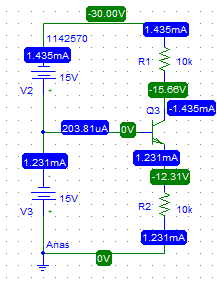 -30.00V
1142570
1.435mA
1.435mA
R1
10k
15V
V2
-15.66V
Q3
-1.435mA
203.81uA
0V
1.231mA
1.231mA
-12.31V
15V
V3
R2
10k
1.231mA
Anas
0V